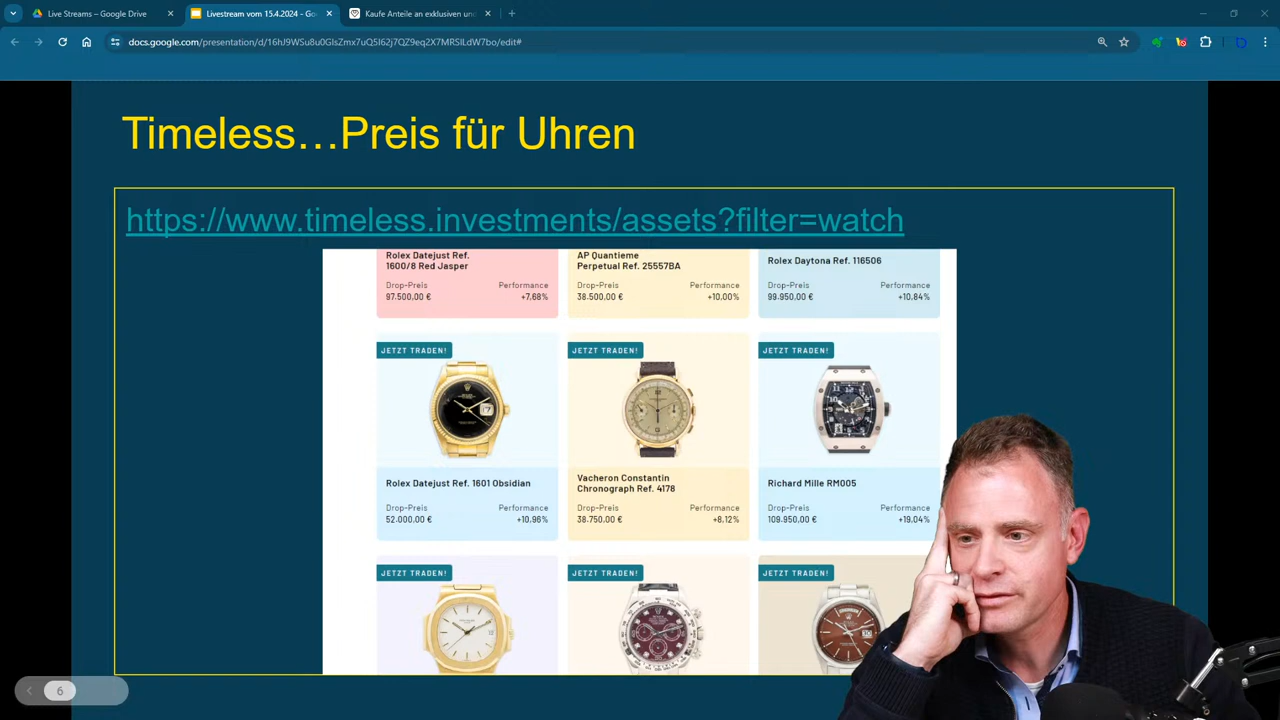 Live Streams – Google Drive
Livestream vom 15.4.2024 - Go
Kaufe Anteile an exklusiven und
docs.google.com/presentation/d/16hJ9WSu8u0GlsZmx7uQ5I62j7QZ9eq2X7MRSlLdW7bo/edit#
Timeless…Preis für Uhren
https://www.timeless.investments/assets?filter=watch
Rolex Datejust Ref.
1600/8 Red Jasper
Drop-Preis Performance
97.500,00 € +7,68%
AP Quantieme
Perpetual Ref. 25557BA
Drop-Preis Performance
38.500,00 € +10,00%
Rolex Daytona Ref. 116506
Drop-Preis Performance
99.950,00 € +10,84%
JETZT TRADEN!
JETZT TRADEN!
JETZT TRADEN!
Rolex Datejust Ref. 1601 Obsidian
Drop-Preis Performance
52.000,00 € +10,96%
Vacheron Constantin
Chronograph Ref. 4178
Drop-Preis Performance
38.750,00 € +8,12%
Richard Mille RM005
Drop-Preis Performance
109.950,00 € +19,04%
JETZT TRADEN!
JETZT TRADEN!
JETZT TRADEN!
6